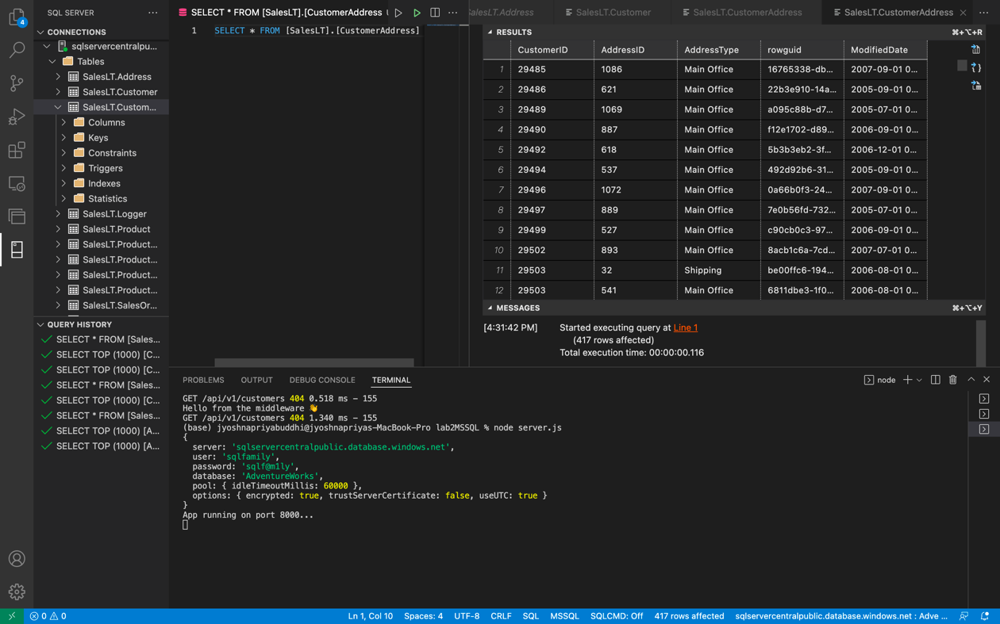 4
SQL SERVER
CONNECTIONS
sqlservercentralpu...
Tables
SalesLT.Address
SalesLT.Customer
SalesLT.Custom...
Columns
Keys
Constraints
Triggers
Indexes
Statistics
SalesLT.Logger
SalesLT.Product
SalesLT.Product...
SalesLT.Product...
SalesLT.Product...
SalesLT.Product...
SalesLT.SalesOr...
QUERY HISTORY
SELECT * FROM [Sales...
SELECT TOP (1000) [C...
SELECT TOP (1000) [C...
SELECT * FROM [Sales...
SELECT TOP (1000) [C...
SELECT * FROM [Sales...
SELECT TOP (1000) [A...
SELECT TOP (1000) [A...
SELECT * FROM [SalesLT].[CustomerAddress
1 SELECT * FROM [SalesLT].[CustomerAddress]
SalesLT.Address SalesLT.Customer SalesLT.CustomerAddress SalesLT.CustomerAddress
RESULTS ⌘+⌥+R
CustomerID AddressID AddressType rowguid ModifiedDate
1 29485 1086 Main Office 16765338-db... 2007-09-01 0...
2 29486 621 Main Office 22b3e910-14a... 2005-09-01 0...
3 29489 1069 Main Office a095c88b-d7... 2007-09-01 0...
4 29490 887 Main Office f12e1702-d89... 2006-09-01 0...
5 29492 618 Main Office 5b3b3eb2-3f... 2006-12-01 0...
6 29494 537 Main Office 492d92b6-31... 2005-09-01 0...
7 29496 1072 Main Office 0a66b0f3-24... 2007-09-01 0...
8 29497 889 Main Office 7e0b56fd-732... 2005-07-01 0...
9 29499 527 Main Office c90cb0c3-97... 2006-09-01 0...
10 29502 893 Main Office 8acb1c6a-7cd... 2007-07-01 0...
11 29503 32 Shipping be00ffc6-194... 2006-08-01 0...
12 29503 541 Main Office 6811dbe3-1f0... 2006-08-01 0...
MESSAGES ⌘+⌥+Y
[4:31:42 PM] Started executing query at Line 1
(417 rows affected)
Total execution time: 00:00:00.116
PROBLEMS OUTPUT DEBUG CONSOLE TERMINAL node
GET /api/v1/customers 404 0.518 ms - 155
Hello from the middleware 👋
GET /api/v1/customers 404 1.340 ms - 155
(base) jyoshnapriyabuddhi@jyoshnapriyas-MacBook-Pro lab2MSSQL % node server.js
{
server: 'sqlservercentralpublic.database.windows.net',
user: 'sqlfamily',
password: 'sqlf@m1ly',
database: 'AdventureWorks',
pool: { idleTimeoutMillis: 60000 },
options: { encrypted: true, trustServerCertificate: false, useUTC: true }
}
App running on port 8000...
0 0 Ln 1, Col 10 Spaces: 4 UTF-8 CRLF SQL MSSQL SQLCMD: Off 417 rows affected sqlservercentralpublic.database.windows.net : Adve ...